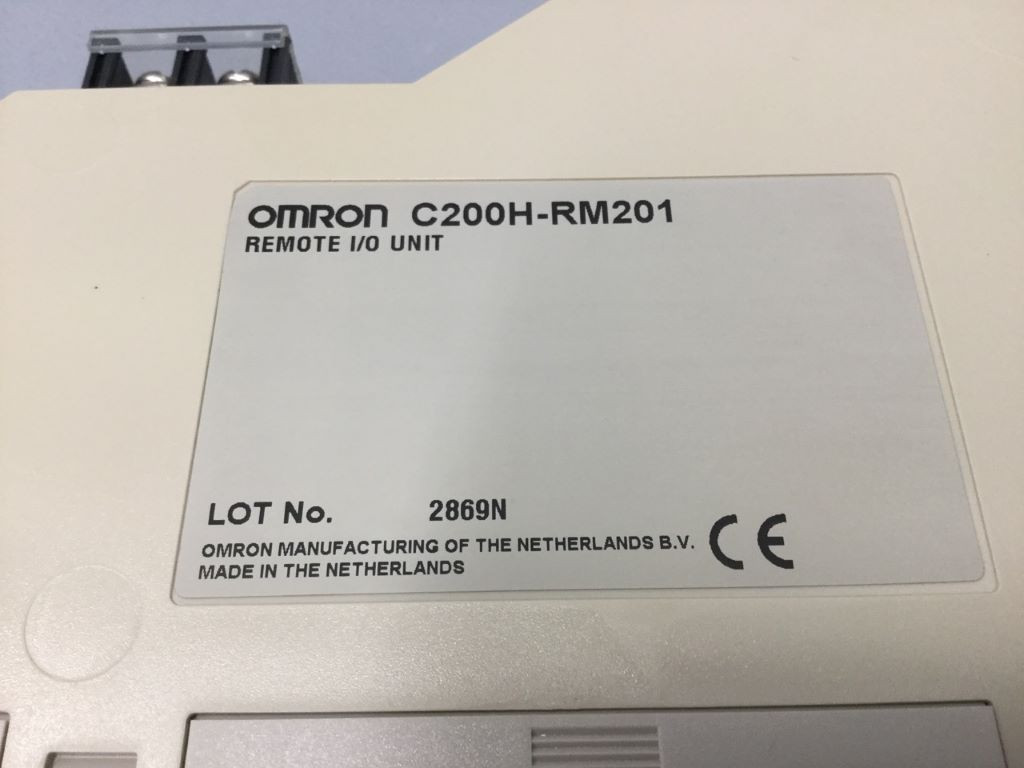 OMRON C200H-RM201
REMOTE I/O UNIT
LOT No. 2869N
OMRON MANUFACTURING OF THE NETHERLANDS B.V.
MADE IN THE NETHERLANDS
CE